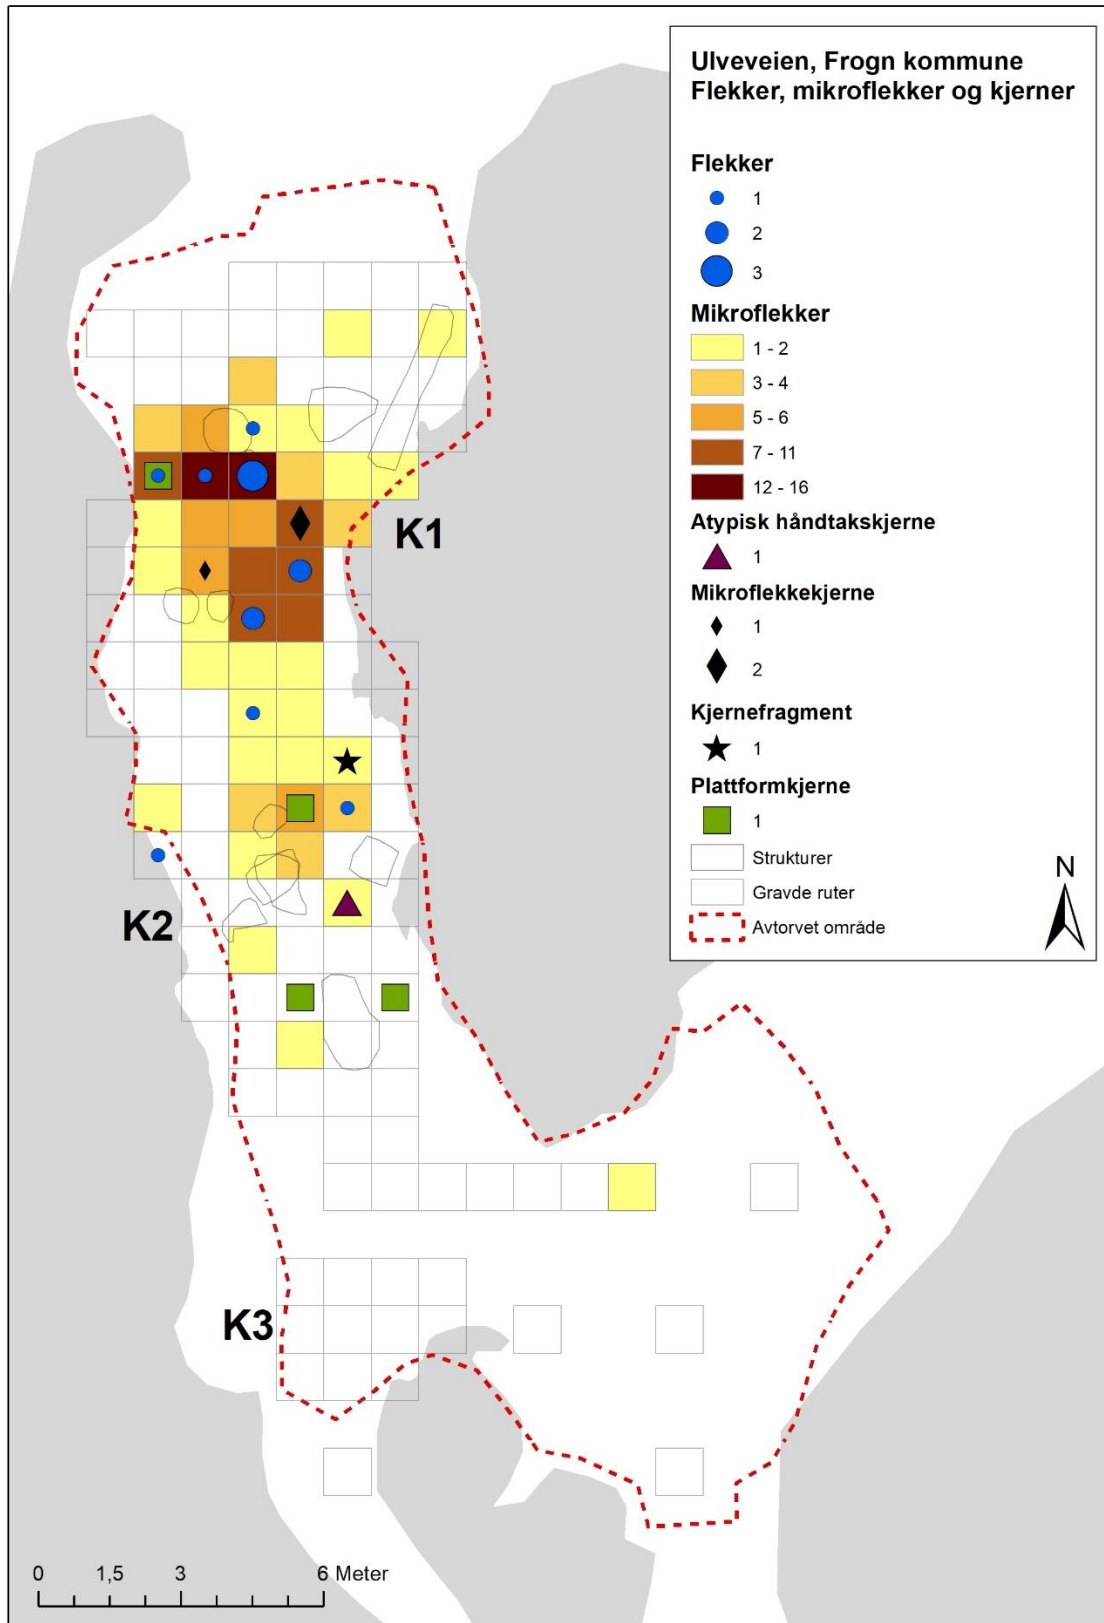 Ulveveien, Frogn kommune
Flekker, mikroflekker og kjerner
Flekker
1
2
3
Mikroflekker
1 - 2
3 - 4
5 - 6
7 - 11
12 - 16
Atypisk håndtakskjerne
1
Mikroflekkekjerne
1
2
Kjernefragment
1
Plattformkjerne
1
Strukturer
Gravde ruter
Avtorvet område
N
K1
K2
K3
0 1,5 3 6 Meter